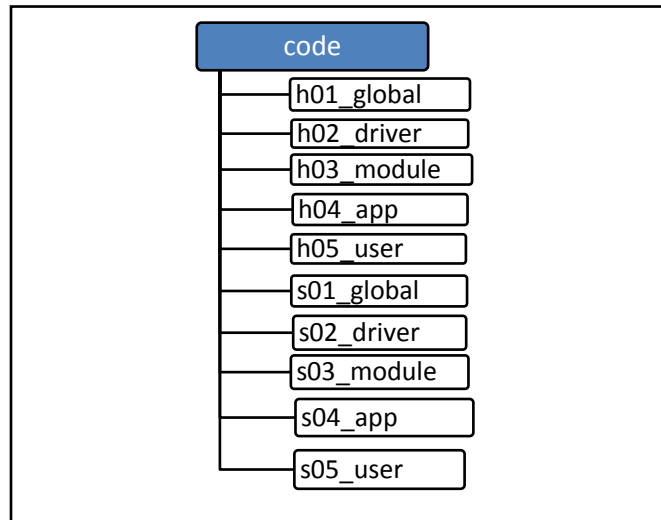 code
h01_global
h02_driver
h03_module
h04_app
h05_user
s01_global
s02_driver
s03_module
s04_app
s05_user